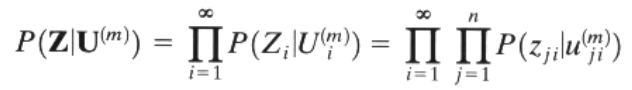 P(𝐙|𝐔⁽ᵐ⁾) = ∏_{i=1}^{∞} P(Z_i|U_i^{(m)}) = ∏_{i=1}^{∞} ∏_{j=1}^{n} P(z_{ji}|u_{ji}^{(m)})